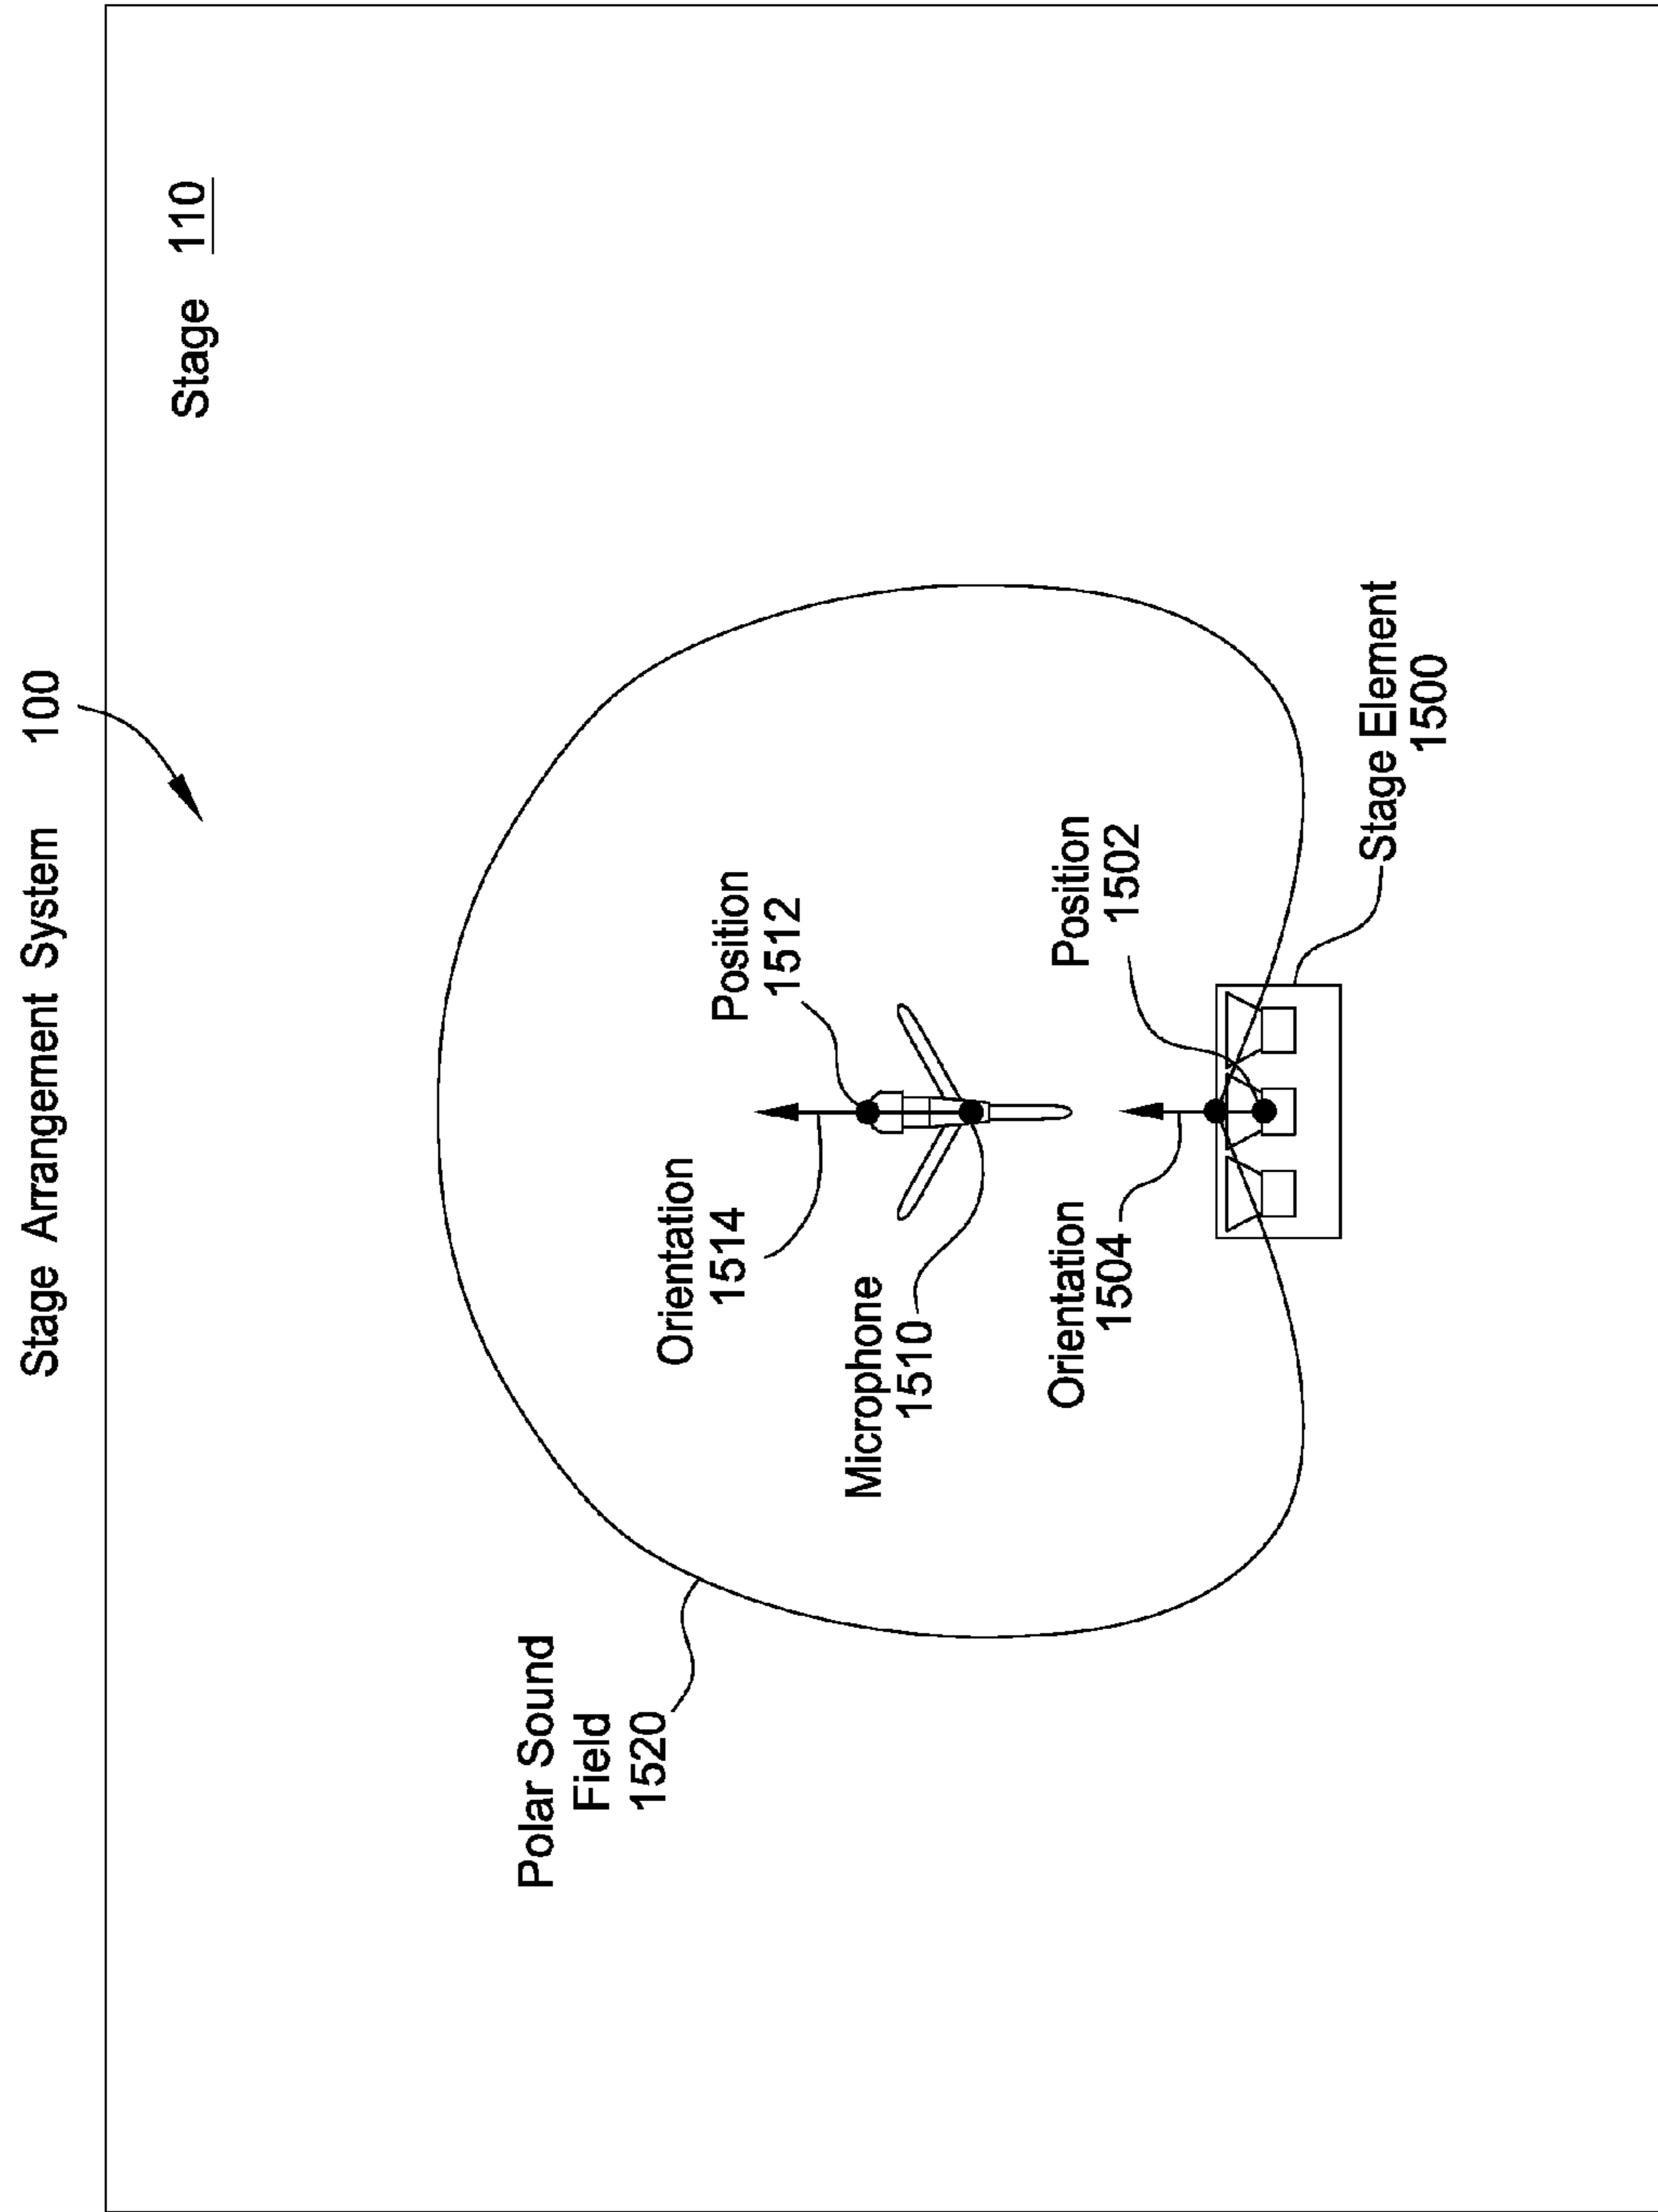 Stage Arrangement System 100
Stage 110
Polar Sound
Field
1520
Orientation
1514
Position
1512
Microphone
1510
Orientation
1504
Position
1502
Stage Element
1500